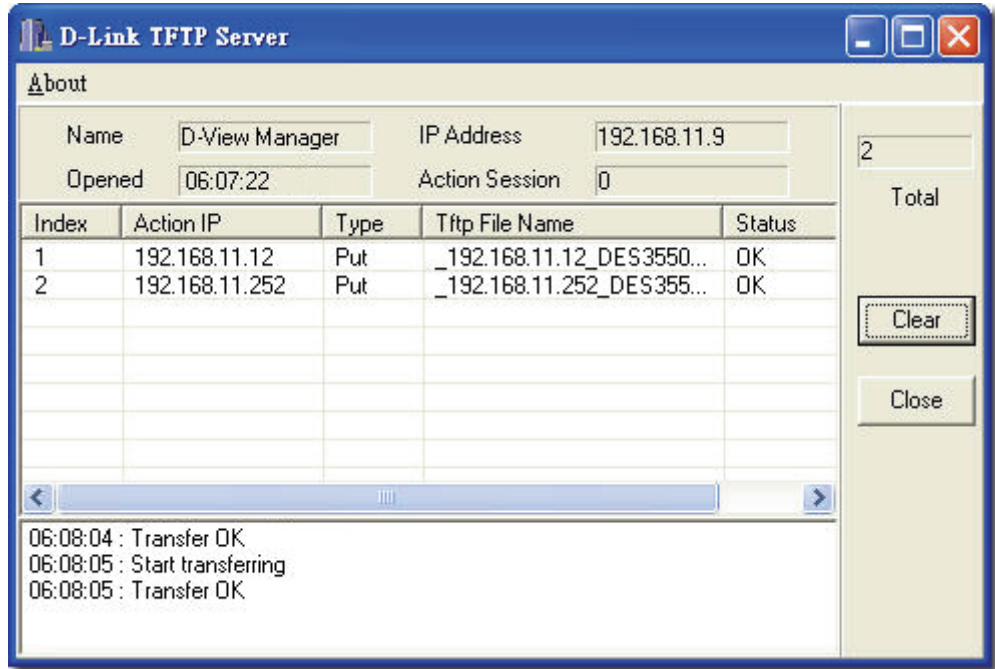 D-Link TFTP Server
About
Name D-View Manager IP Address 192.168.11.9
Opened 06:07:22 Action Session 0
2
Total
Index Action IP Type Tftp File Name Status
1 192.168.11.12 Put _192.168.11.12_DES3550... OK
2 192.168.11.252 Put _192.168.11.252_DES355... OK
Clear
Close
06:08:04 : Transfer OK
06:08:05 : Start transferring
06:08:05 : Transfer OK